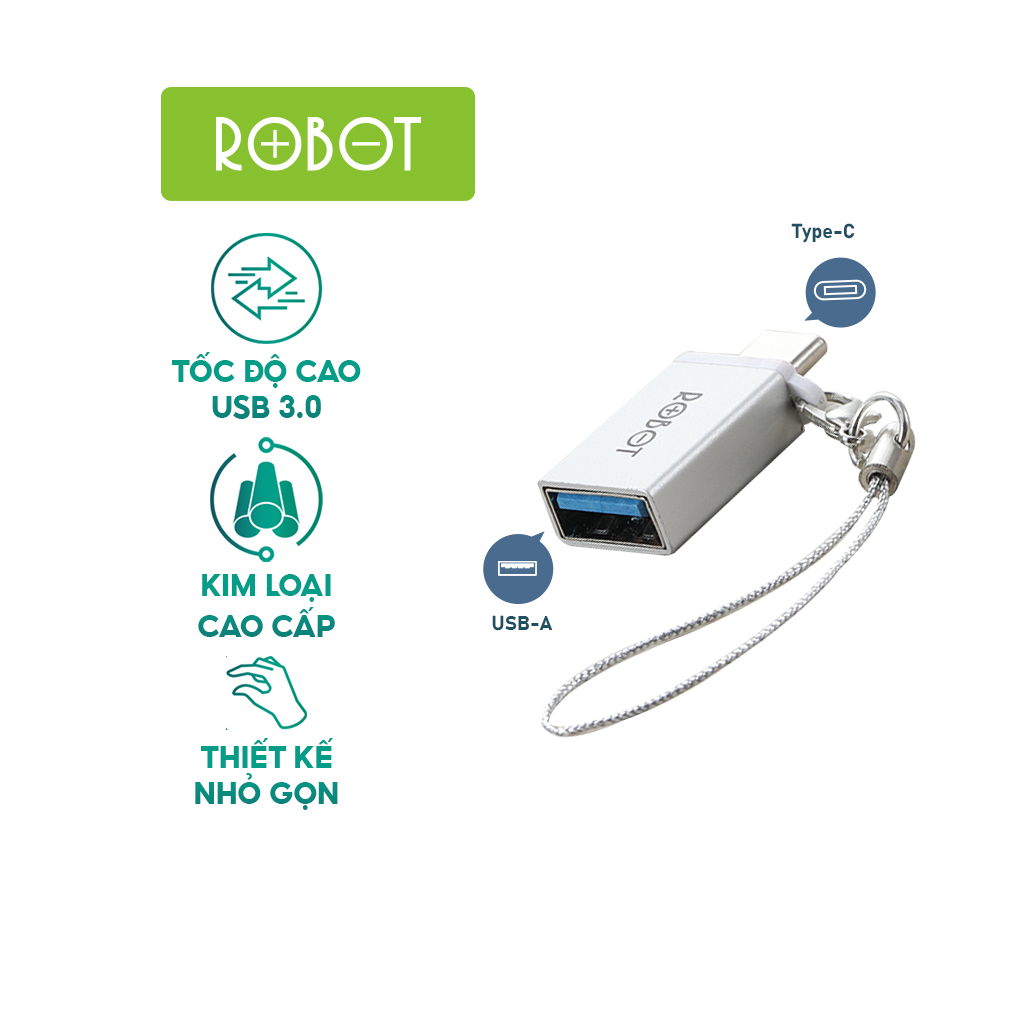 ROBOT
TỐC ĐỘ CAO
USB 3.0
KIM LOẠI
CAO CẤP
THIẾT KẾ
NHỎ GỌN
Type-C
ROBOT
USB-A